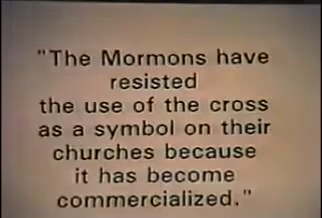 "The Mormons have
resisted
the use of the cross
as a symbol on their
churches because
it has become
commercialized."